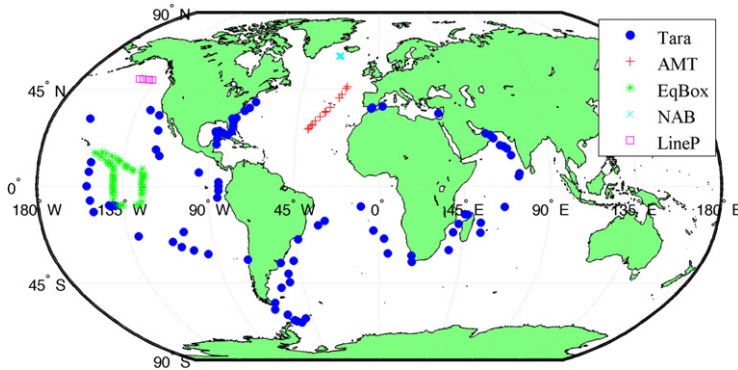 90° N
Tara
AMT
EqBox
NAB
LineP
45° N
0°
180° W
135° W
90° W
45° W
0°
45° E
90° E
135° E
180° E
45° S
90° S